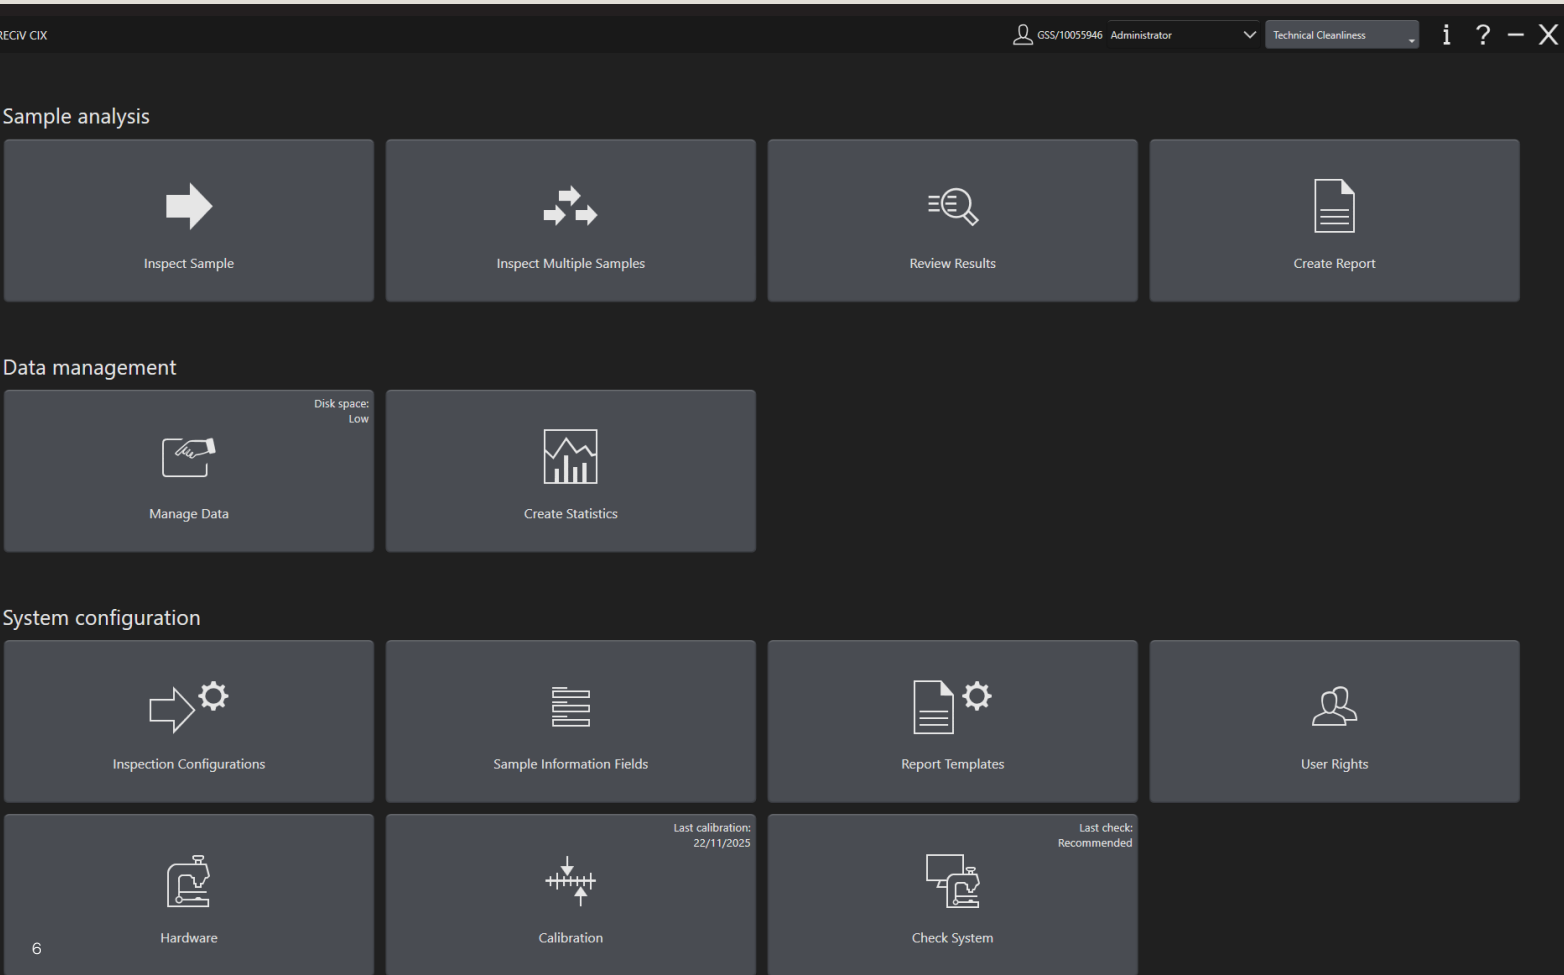 RECiV CIX
GSS/10055946 Administrator
Technical Cleanliness
i ? – X
Sample analysis
Inspect Sample
Inspect Multiple Samples
Review Results
Create Report
Data management
Disk space:
Low
Manage Data
Create Statistics
System configuration
Inspection Configurations
Sample Information Fields
Report Templates
User Rights
Hardware
Last calibration:
22/11/2025
Calibration
Last check:
Recommended
Check System
6